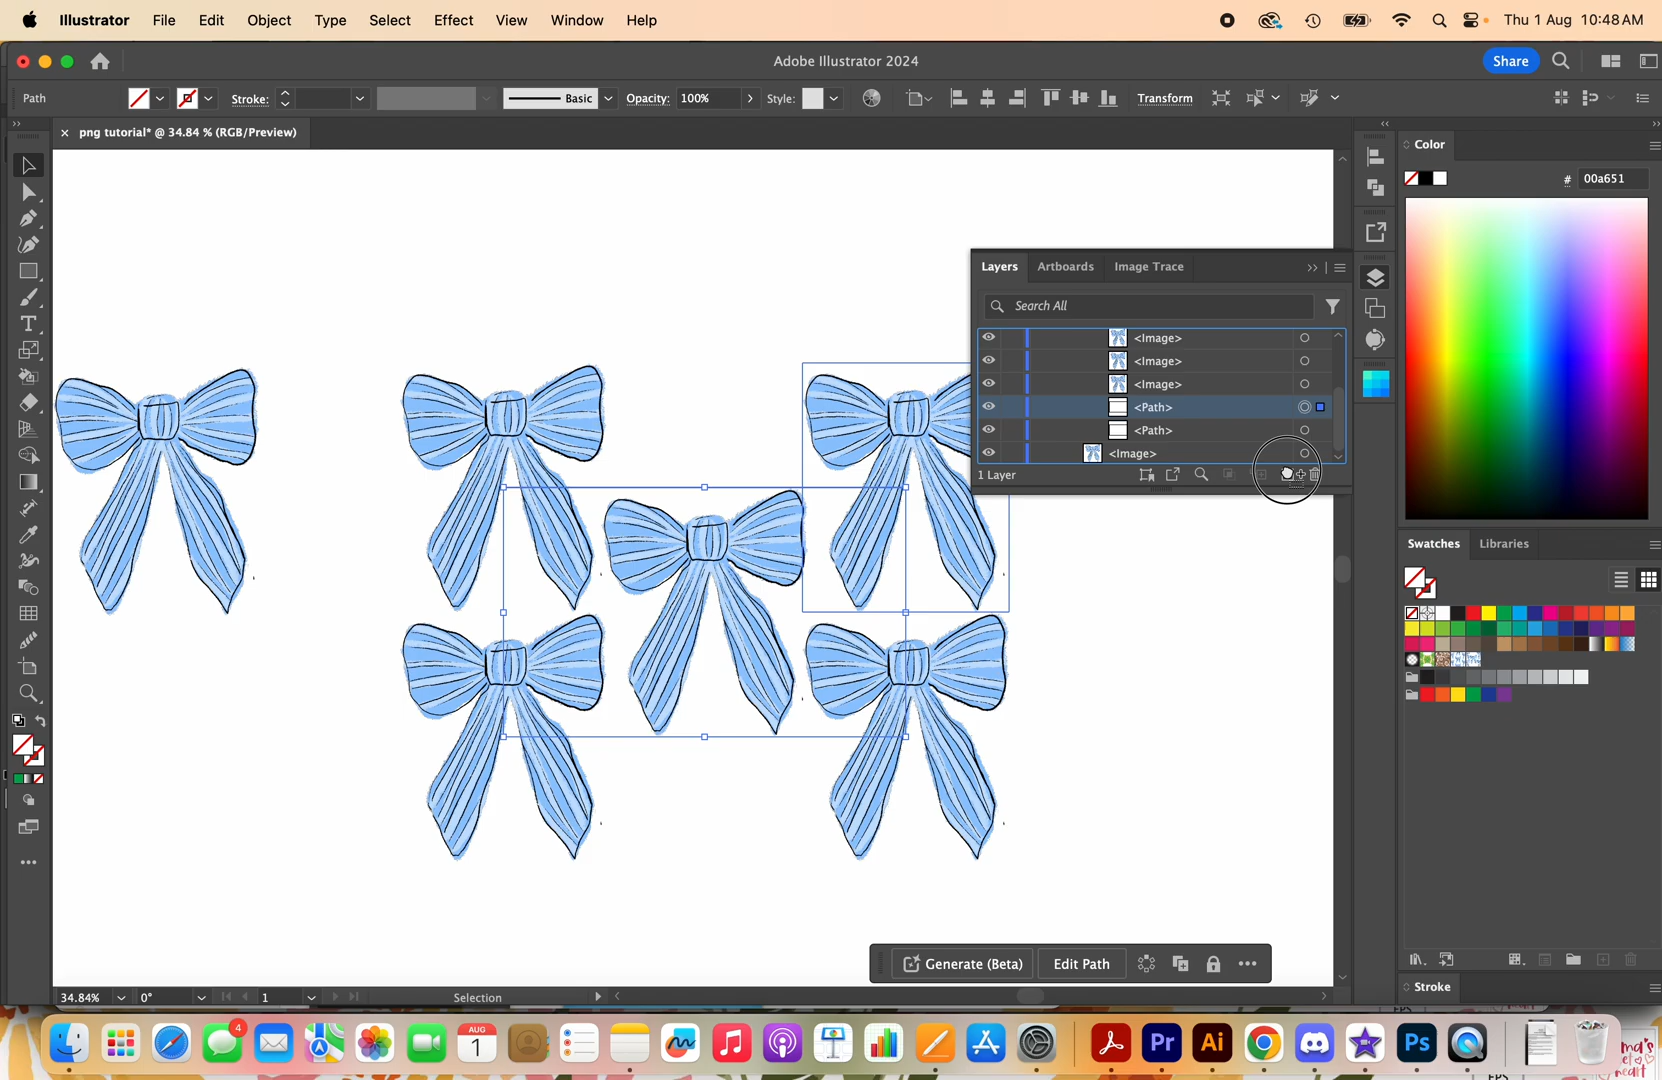 Illustrator File Edit Object Type Select Effect View Window Help Thu 1 Aug 10:48 AM
Adobe Illustrator 2024 Share
Path Stroke: Basic Opacity: 100% Style: Transform
png tutorial* @ 34.84 % (RGB/Preview)
Color
# 00a651
Layers Artboards Image Trace
Search All
<Image>
<Image>
<Image>
<Path>
<Path>
<Image>
1 Layer
Swatches Libraries
Generate (Beta) Edit Path
Stroke
34.84% 0° 1 Selection
4
AUG
1
Pr Ai Ps
EPS
EPS